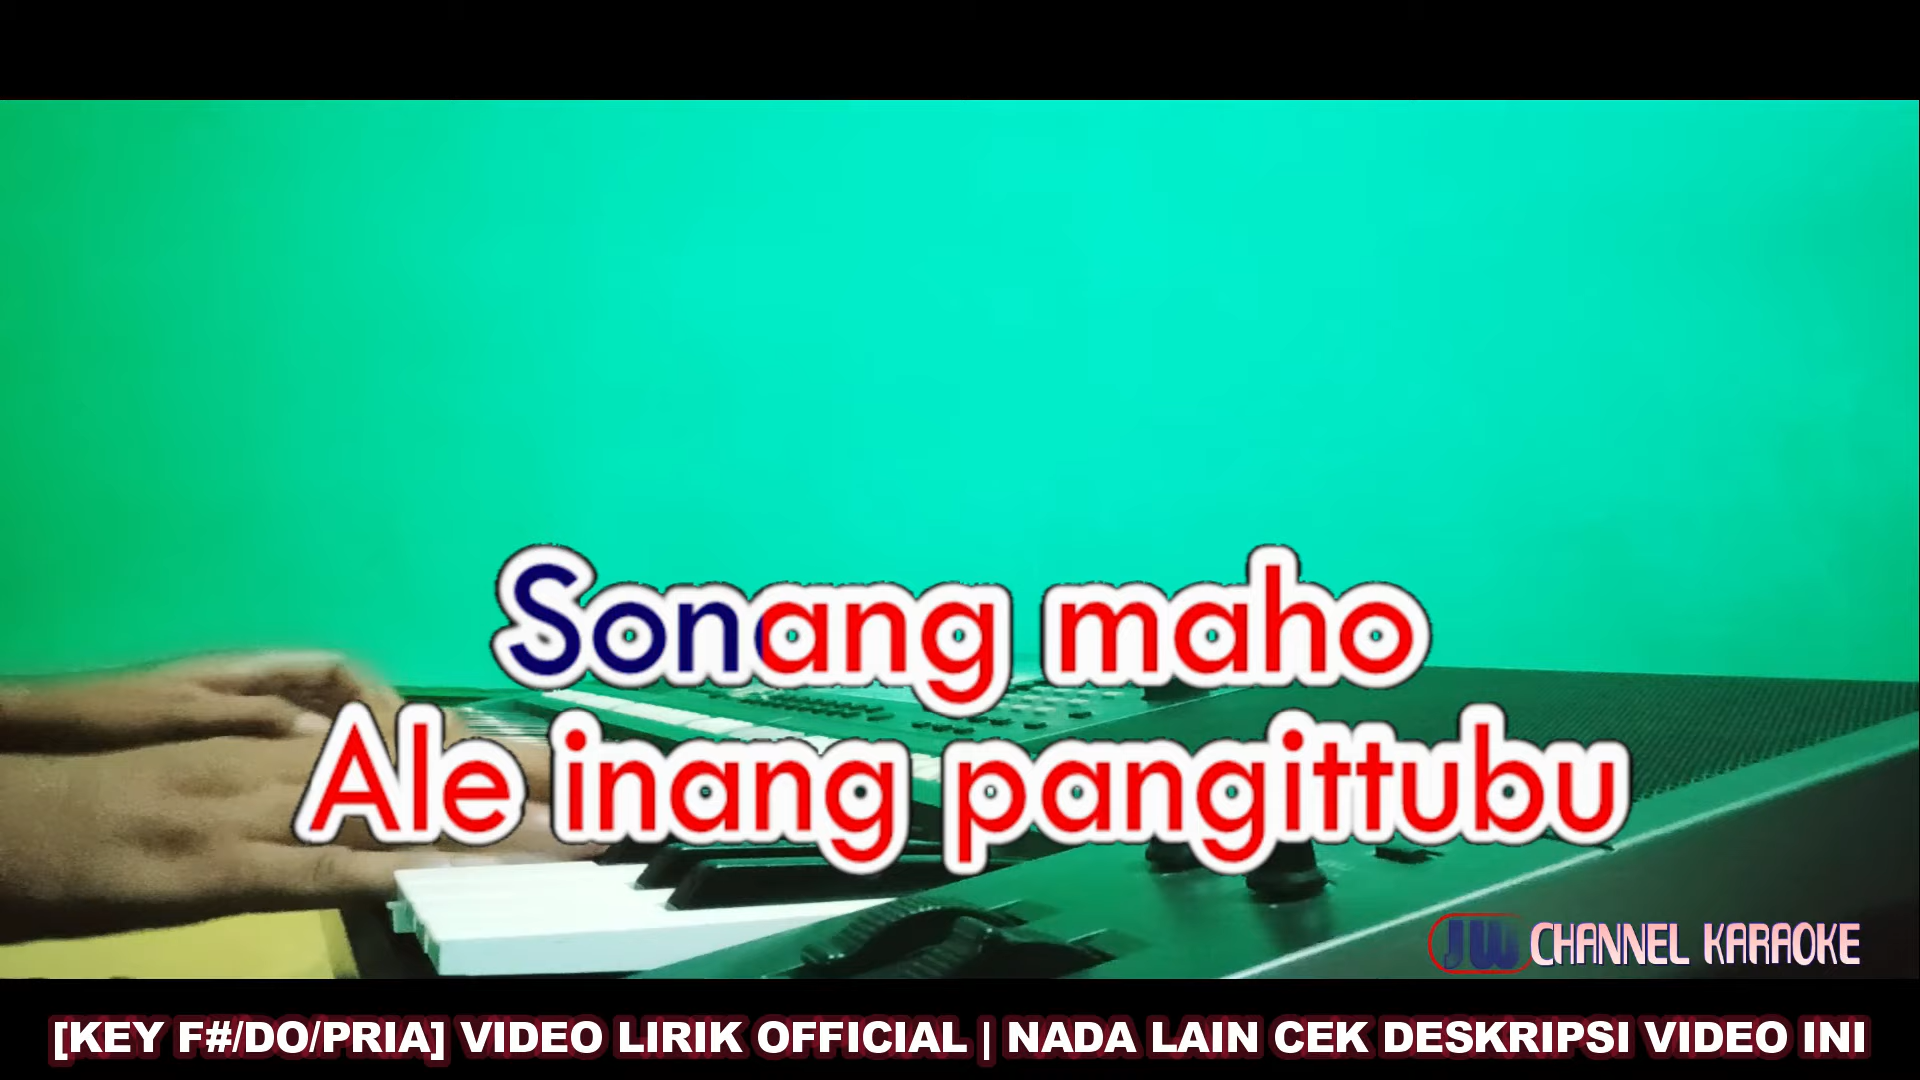 Sonang maho
Ale inang pangittubu
JW CHANNEL KARAOKE
[KEY F#/DO/PRIA] VIDEO LIRIK OFFICIAL | NADA LAIN CEK DESKRIPSI VIDEO INI